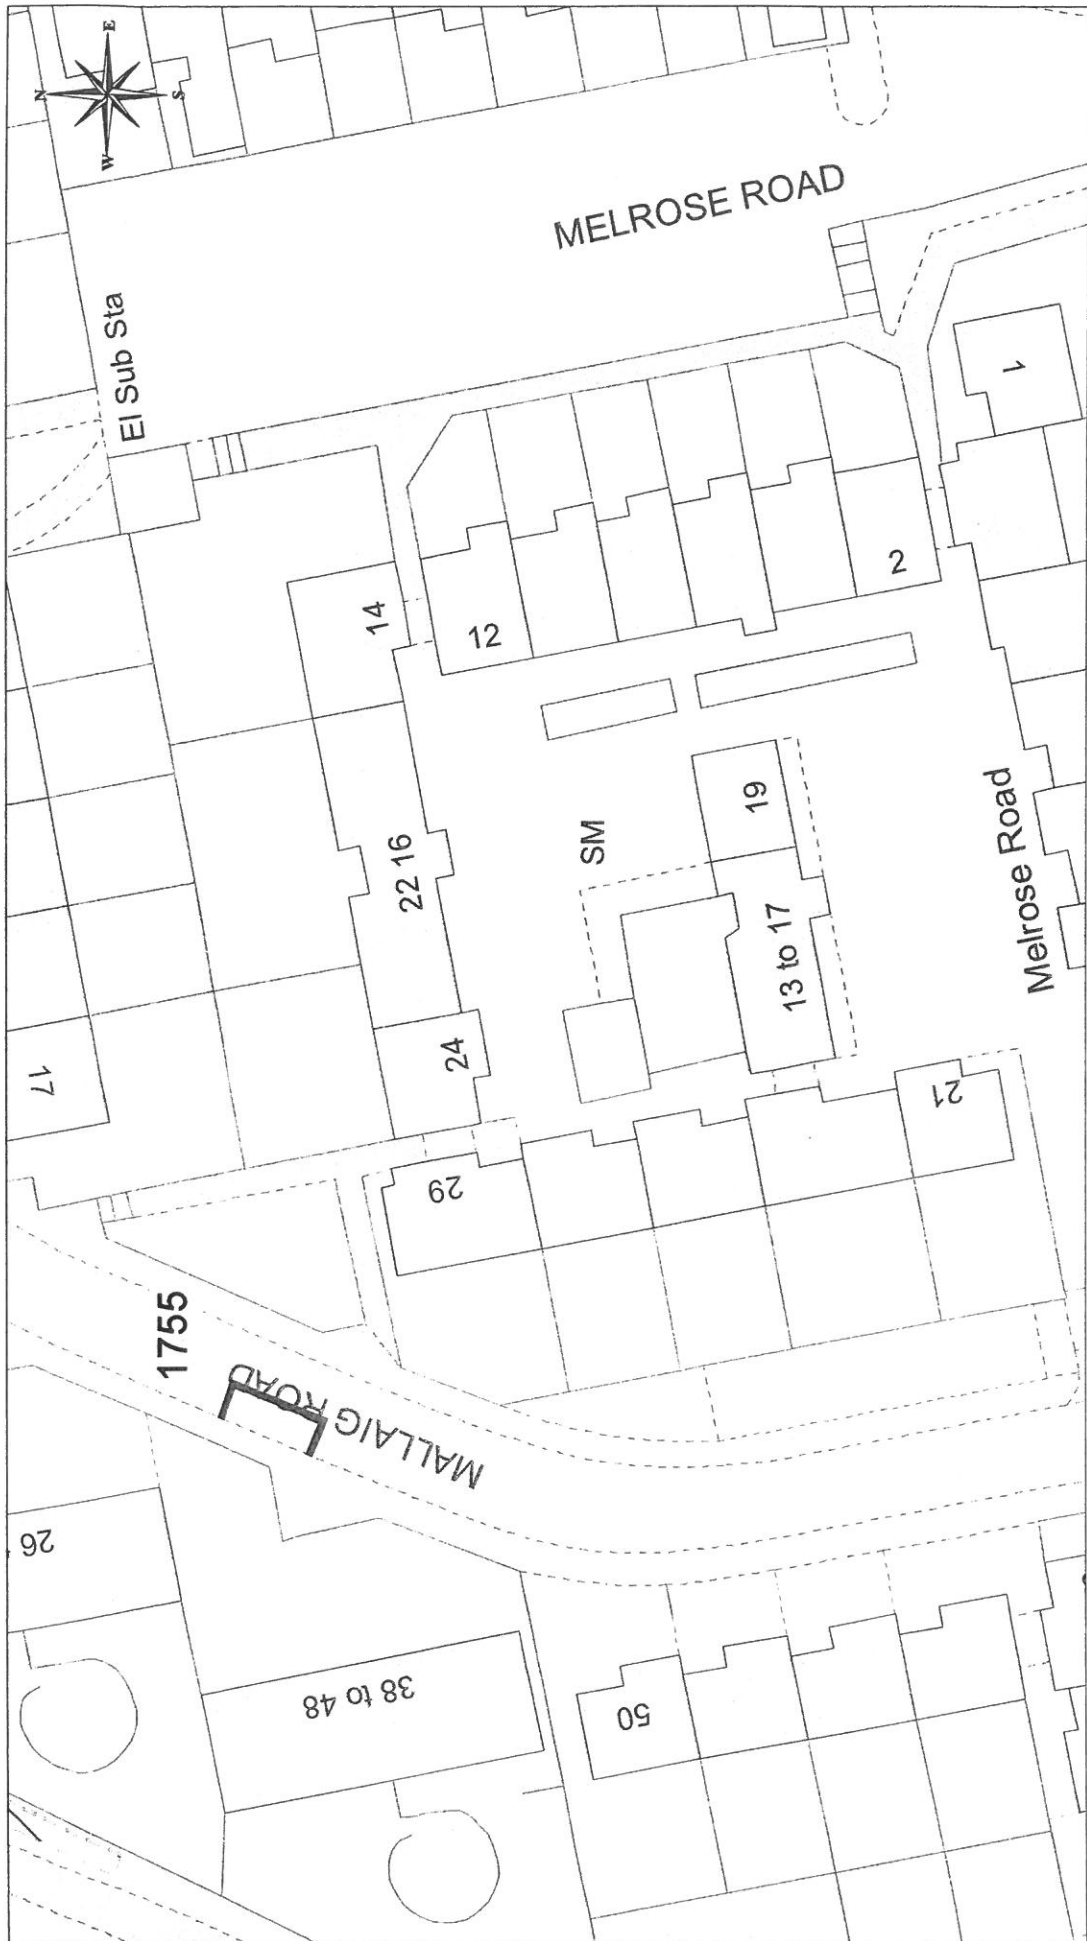 N
E
S
W
MELROSE ROAD
El Sub Sta
1
14
12
2
22 16
19
SM
13 to 17
Melrose Road
24
17
21
29
1755
MALLAIG ROAD
26
38 to 48
50